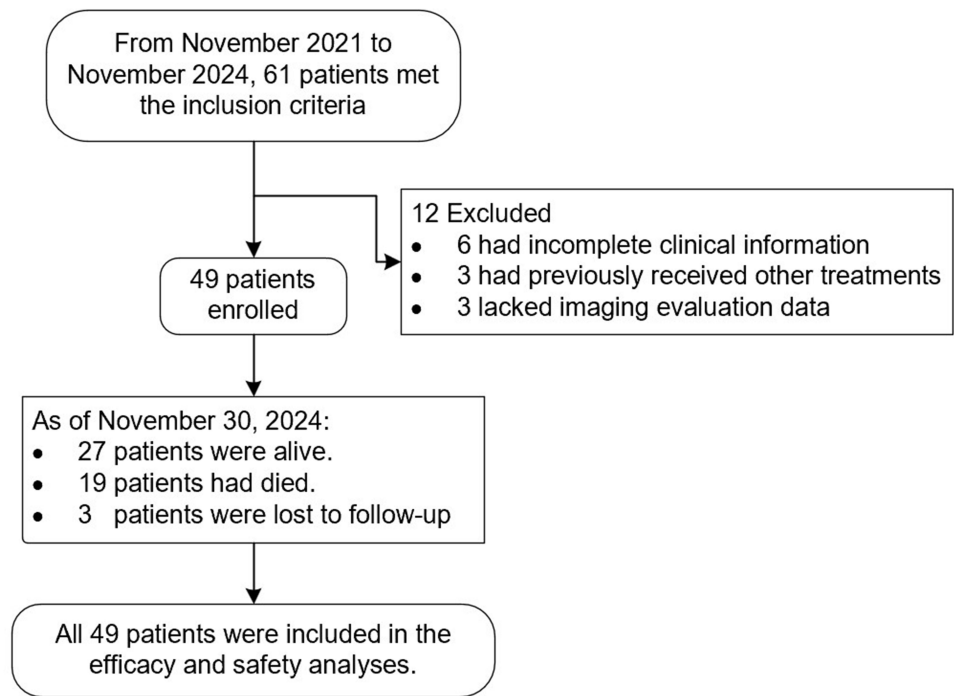 From November 2021 to
November 2024, 61 patients met
the inclusion criteria
12 Excluded
• 6 had incomplete clinical information
• 3 had previously received other treatments
• 3 lacked imaging evaluation data
49 patients
enrolled
As of November 30, 2024:
• 27 patients were alive.
• 19 patients had died.
• 3 patients were lost to follow-up
All 49 patients were included in the
efficacy and safety analyses.